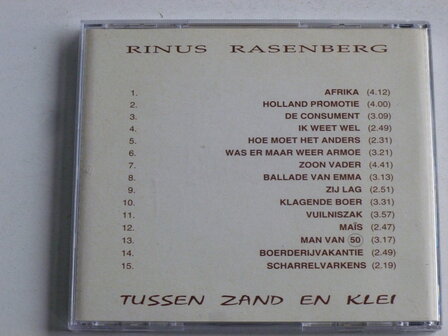 RINUS RASENBERG
1. AFRIKA (4.12)
2. HOLLAND PROMOTIE (4.00)
3. DE CONSUMENT (3.09)
4. IK WEET WEL (2.49)
5. HOE MOET HET ANDERS (2.31)
6. WAS ER MAAR WEER ARMOE (3.21)
7. ZOON VADER (4.41)
8. BALLADE VAN EMMA (3.13)
9. ZIJ LAG (2.51)
10. KLAGENDE BOER (3.31)
11. VUILNISZAK (3.57)
12. MAÏS (2.47)
13. MAN VAN 50 (3.17)
14. BOERDERIJVAKANTIE (2.49)
15. SCHARRELVARKENS (2.19)
TUSSEN ZAND EN KLEI